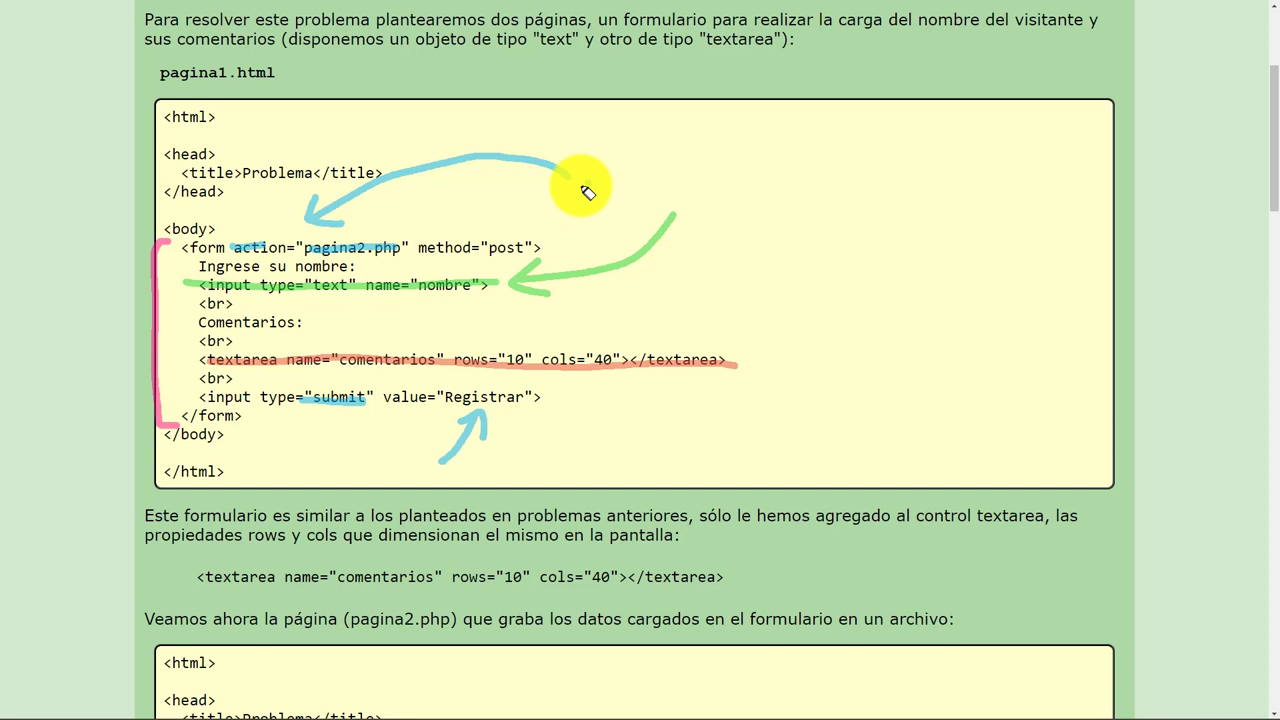 Para resolver este problema plantearemos dos páginas, un formulario para realizar la carga del nombre del visitante y
sus comentarios (disponemos un objeto de tipo "text" y otro de tipo "textarea"):
pagina1.html
<html>
<head>
<title>Problema</title>
</head>
<body>
<form action="pagina2.php" method="post">
Ingrese su nombre:
<input type="text" name="nombre">
<br>
Comentarios:
<br>
<textarea name="comentarios" rows="10" cols="40"></textarea>
<br>
<input type="submit" value="Registrar">
</form>
</body>
</html>
Este formulario es similar a los planteados en problemas anteriores, sólo le hemos agregado al control textarea, las
propiedades rows y cols que dimensionan el mismo en la pantalla:
<textarea name="comentarios" rows="10" cols="40"></textarea>
Veamos ahora la página (pagina2.php) que graba los datos cargados en el formulario en un archivo:
<html>
<head>
<title>Problema</title>